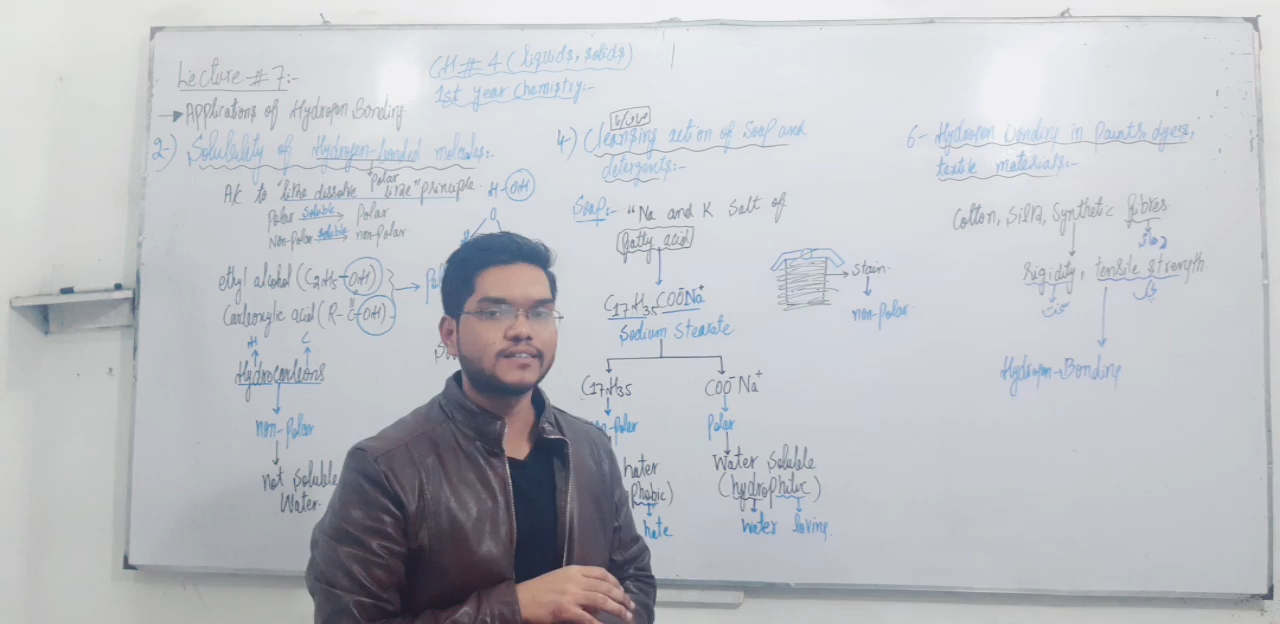 Lecture # 7:-
CH # 4 (liquids, solids)
1st year Chemistry:-
→ Applications of Hydrogen Bonding
2-) Solubility of Hydrogen-bonded molecules:-
Polar
A/c to "like dissolve like" principle.
H-OH
Polar soluble → Polar
Non-Polar soluble → non-polar
O
H
ethyl alcohol (C2H5-OH)
Carboxylic acid (R-C-OH)
O
H C
Hydrocarbons
non-Polar
not soluble
Water.
4-) Cleansing action of Soap and
detergents:-
Soap:- "Na and K salt of
fatty acid
C17H35COO⁻Na⁺
Sodium Stearate
C17H35 COO⁻Na⁺
Polar
hater
phobic)
hate
Water soluble
(hydrophilic)
water loving.
→ stain
non-polar.
6- Hydrogen Bonding in Paints, dyes,
textile materials:-
Cotton, Silk, Synthetic fibres
rigidity, tensile strength
سخت
Hydrogen-Bonding